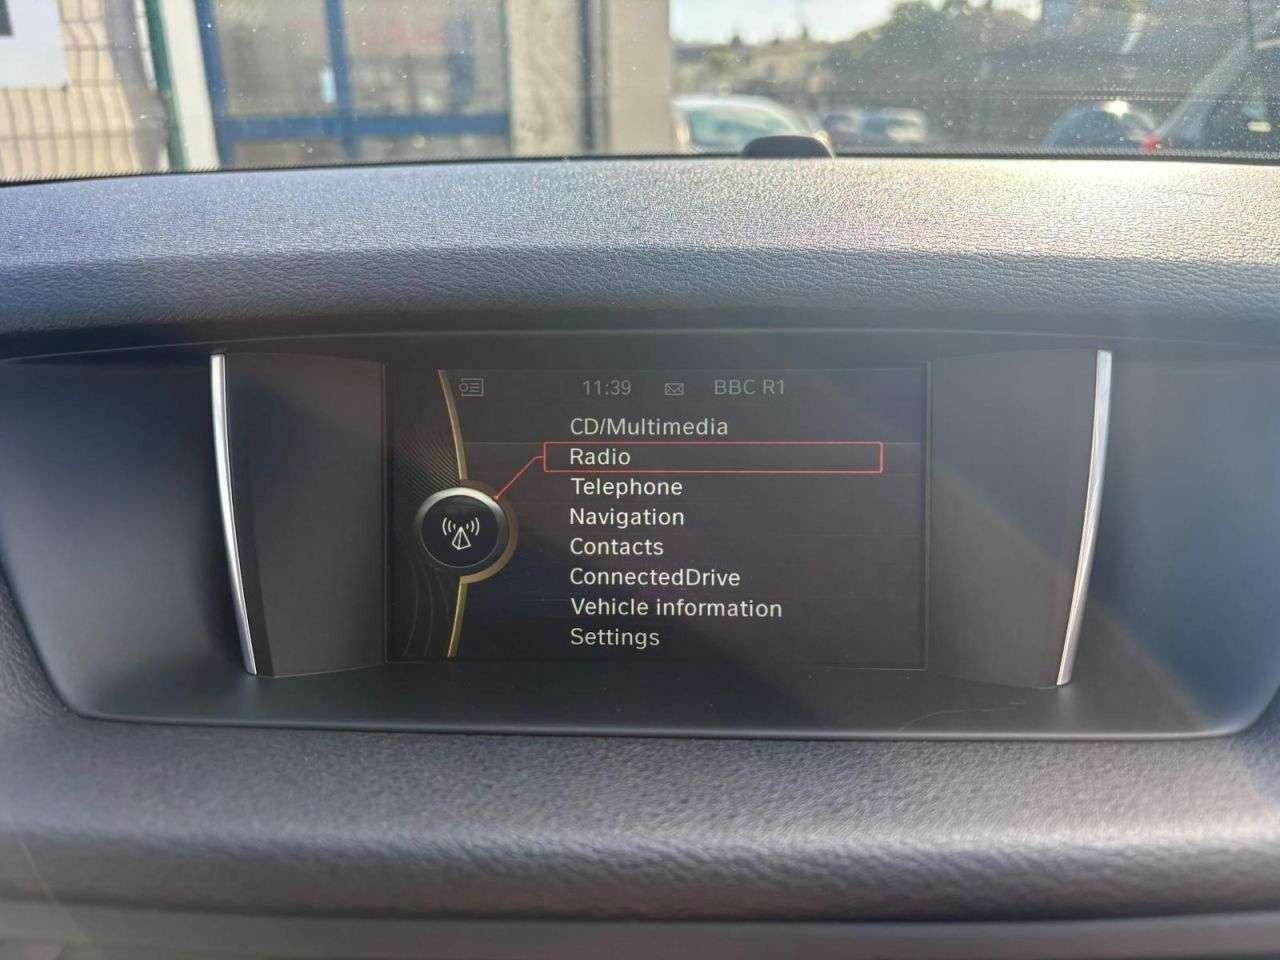 11:39 BBC R1
CD/Multimedia
Radio
Telephone
Navigation
Contacts
ConnectedDrive
Vehicle information
Settings